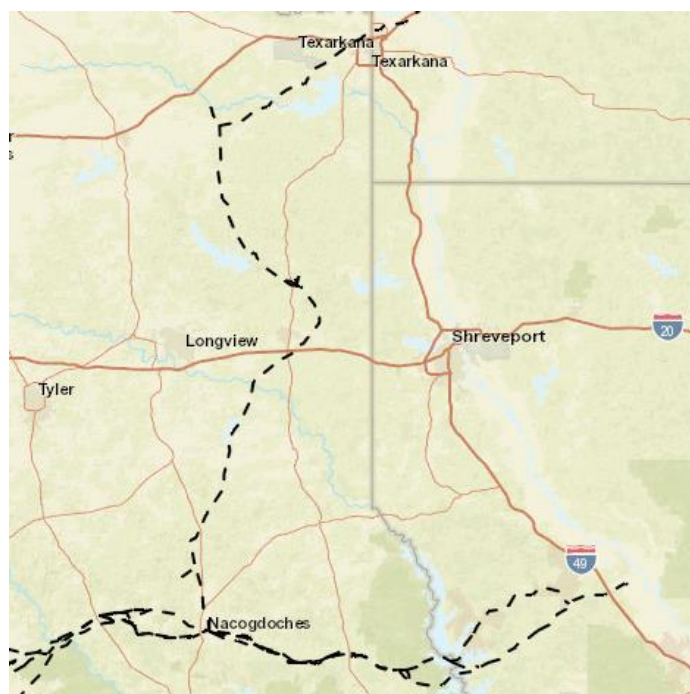 Texarkana
Texarkana
Shreveport
20
Longview
Tyler
49
Nacogdoches